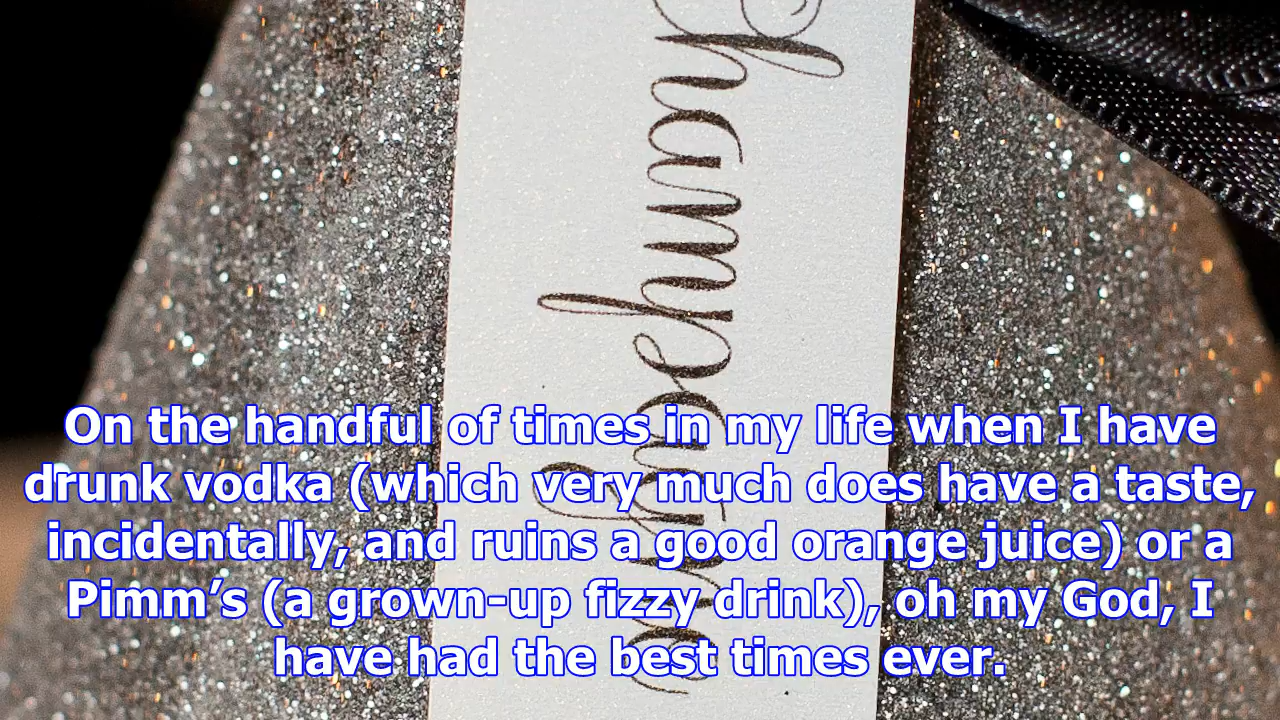 Champagne
On the handful of times in my life when I have
drunk vodka (which very much does have a taste,
incidentally, and ruins a good orange juice) or a
Pimm’s (a grown-up fizzy drink), oh my God, I
have had the best times ever.